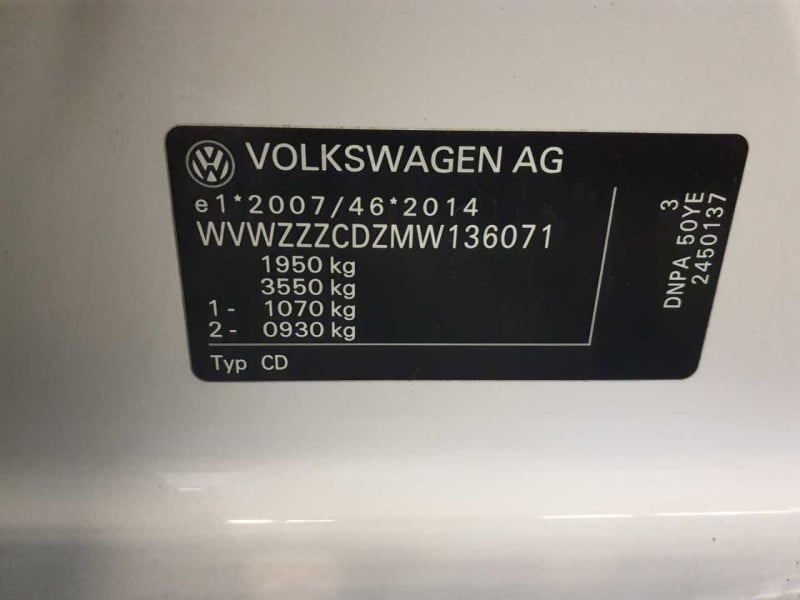 VOLKSWAGEN AG
e1*2007/46*2014
WVWZZZCDZMW136071
1950 kg
3550 kg
1- 1070 kg
2- 0930 kg
Typ CD
3
DNPA 50YE
2450137